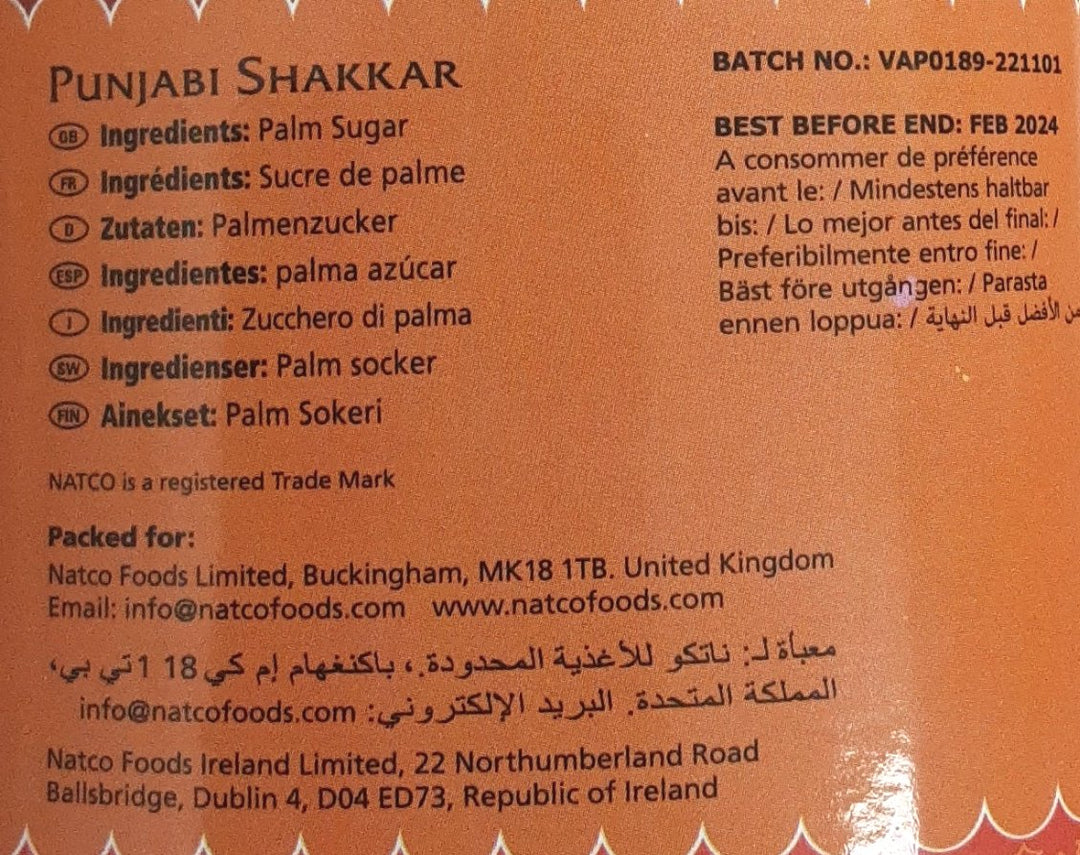 PUNJABI SHAKKAR
GB Ingredients: Palm Sugar
FR Ingrédients: Sucre de palme
D Zutaten: Palmenzucker
ESP Ingredientes: palma azúcar
I Ingredienti: Zucchero di palma
SW Ingredienser: Palm socker
FIN Ainekset: Palm Sokeri
NATCO is a registered Trade Mark
Packed for:
Natco Foods Limited, Buckingham, MK18 1TB. United Kingdom
Email: info@natcofoods.com www.natcofoods.com
معبأة لـ: ناتكو للأغذية المحدودة.، باكنغهام إم كي 18 1تي بي،
المملكة المتحدة. البريد الإلكتروني: info@natcofoods.com
Natco Foods Ireland Limited, 22 Northumberland Road
Ballsbridge, Dublin 4, D04 ED73, Republic of Ireland
BATCH NO.: VAP0189-221101
BEST BEFORE END: FEB 2024
A consommer de préférence
avant le: / Mindestens haltbar
bis: / Lo mejor antes del final: /
Preferibilmente entro fine: /
Bäst före utgången: / Parasta
ennen loppua: / من الأفضل قبل النهاية